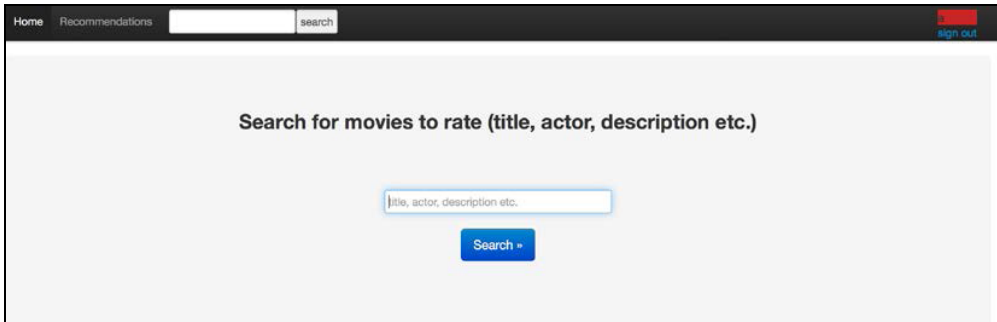 Home Recommendations search a
sign out
Search for movies to rate (title, actor, description etc.)
title, actor, description etc.
Search »